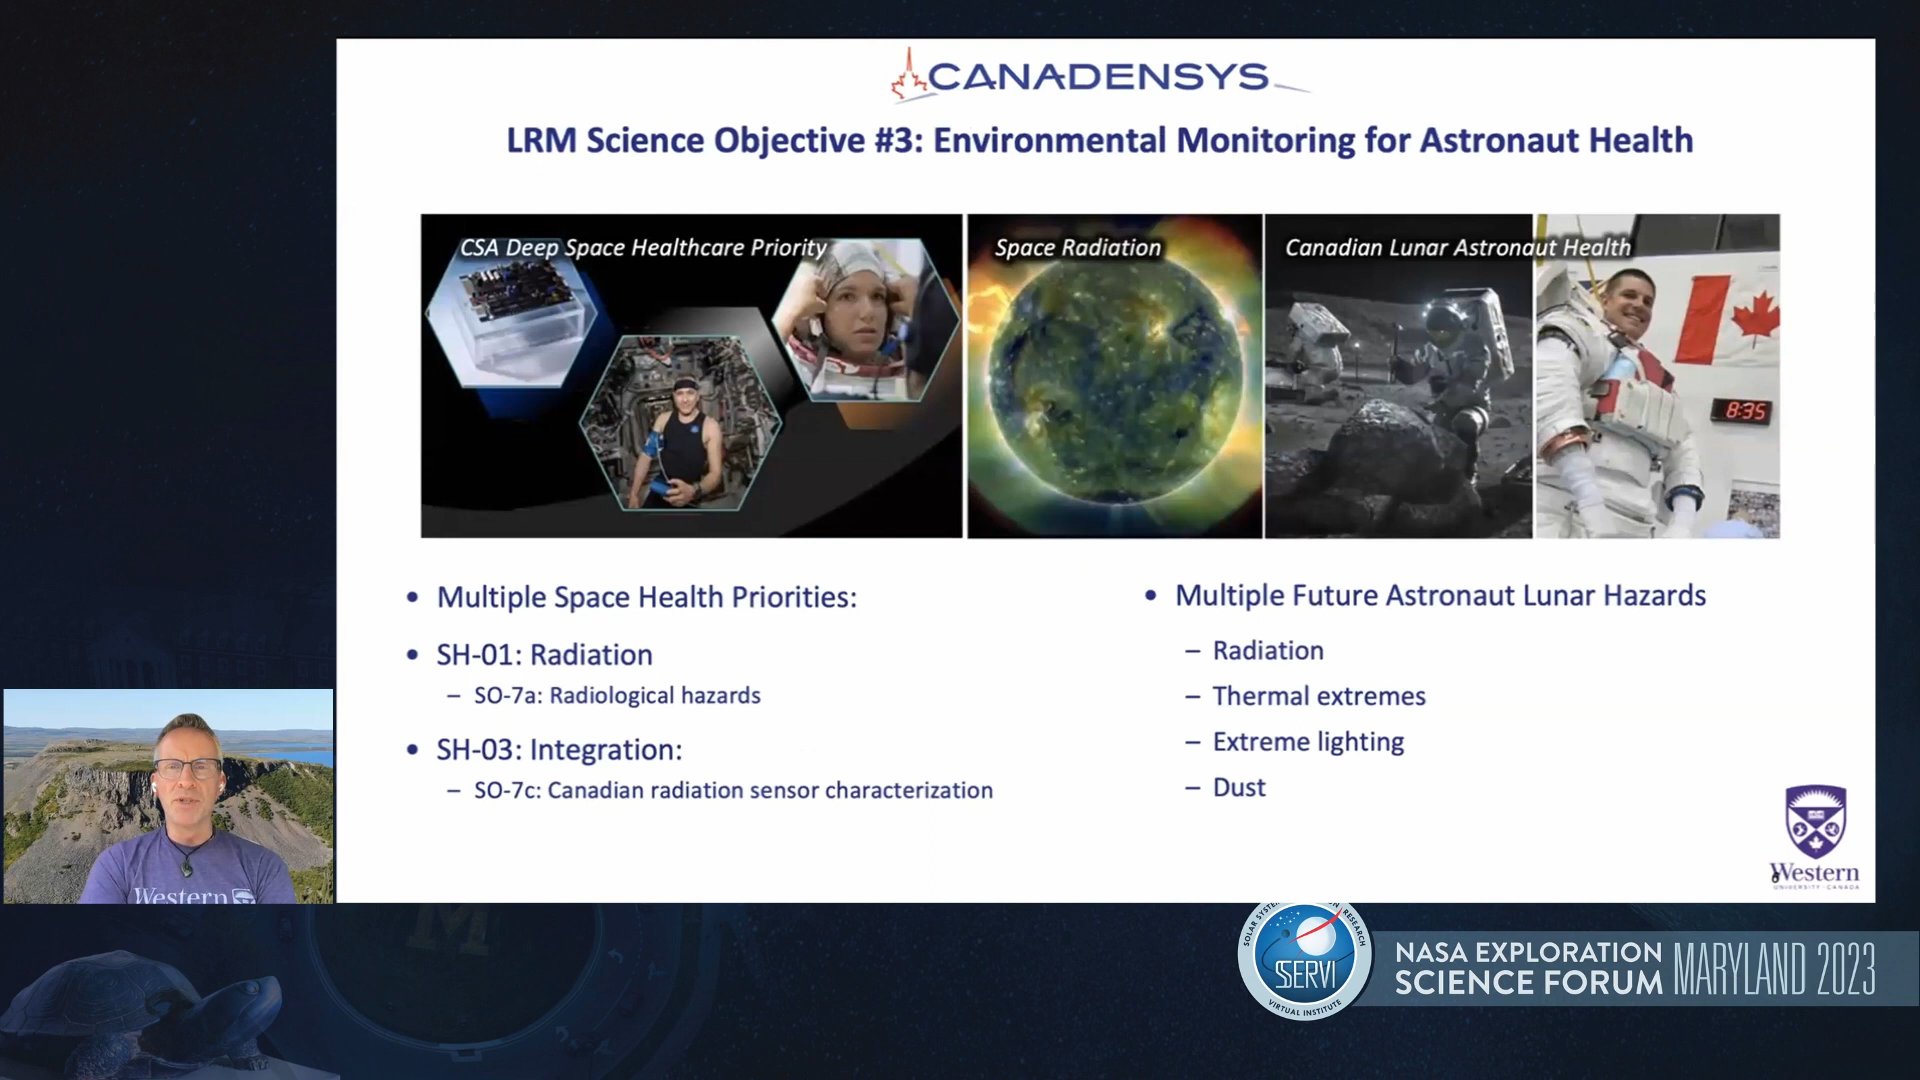 CANADENSYS
LRM Science Objective #3: Environmental Monitoring for Astronaut Health
CSA Deep Space Healthcare Priority
Space Radiation
Canadian Lunar Astronaut Health
8:35
• Multiple Space Health Priorities:
• SH-01: Radiation
– SO-7a: Radiological hazards
• SH-03: Integration:
– SO-7c: Canadian radiation sensor characterization
• Multiple Future Astronaut Lunar Hazards
– Radiation
– Thermal extremes
– Extreme lighting
– Dust
Western
UNIVERSITY · CANADA
Western
M
SOLAR SYSTEM
RESEARCH
SSERVI
VIRTUAL INSTITUTE
NASA EXPLORATION
SCIENCE FORUM
MARYLAND 2023